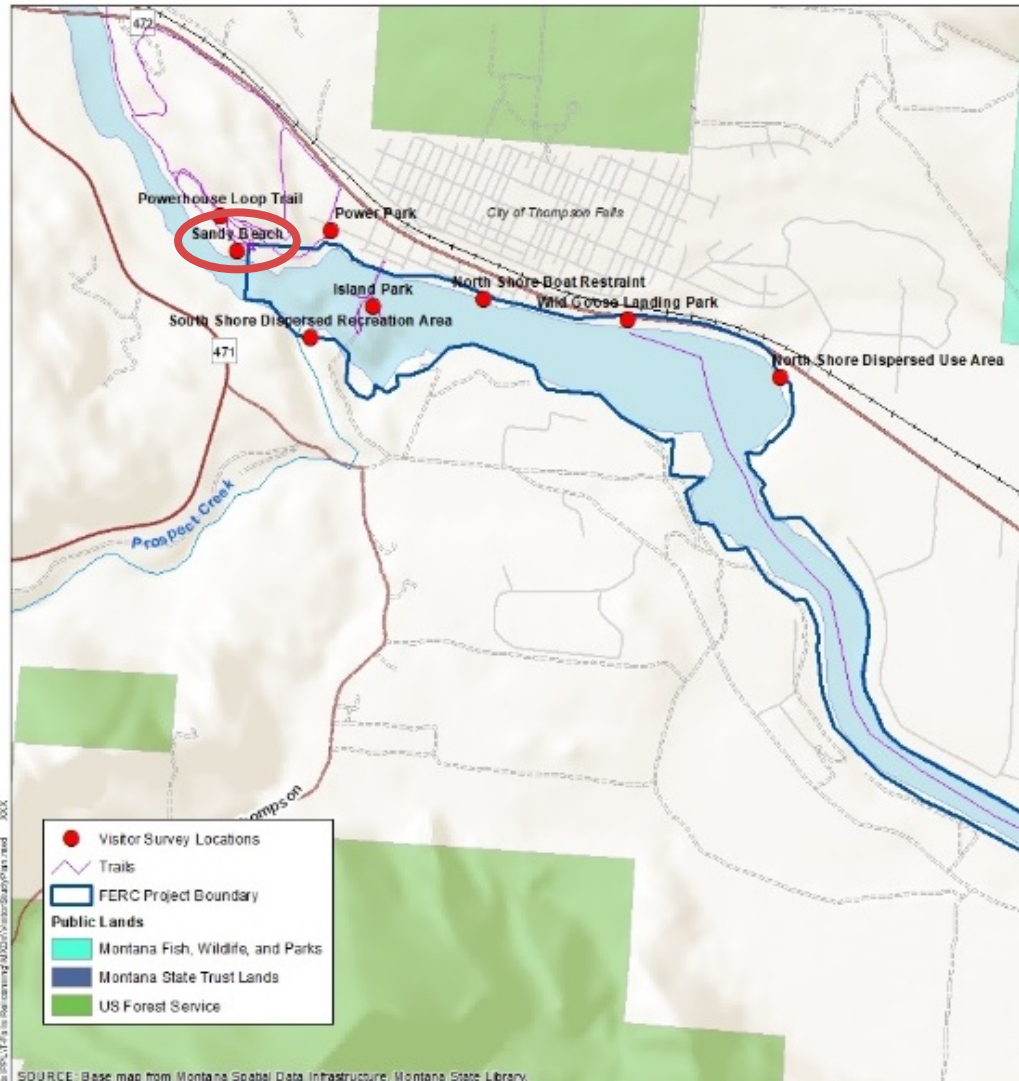 472
Powerhouse Loop Trail
Sandy Beach
Power Park
City of Thompson Falls
Island Park
North Shore Boat Restraint
Wild Goose Landing Park
South Shore Dispersed Recreation Area
471
North Shore Dispersed Use Area
Prospect Creek
Visitor Survey Locations
Trails
FERC Project Boundary
Public Lands
Montana Fish, Wildlife, and Parks
Montana State Trust Lands
US Forest Service
SOURCE: Base map from Montana Spatial Data Infrastructure, Montana State Library.